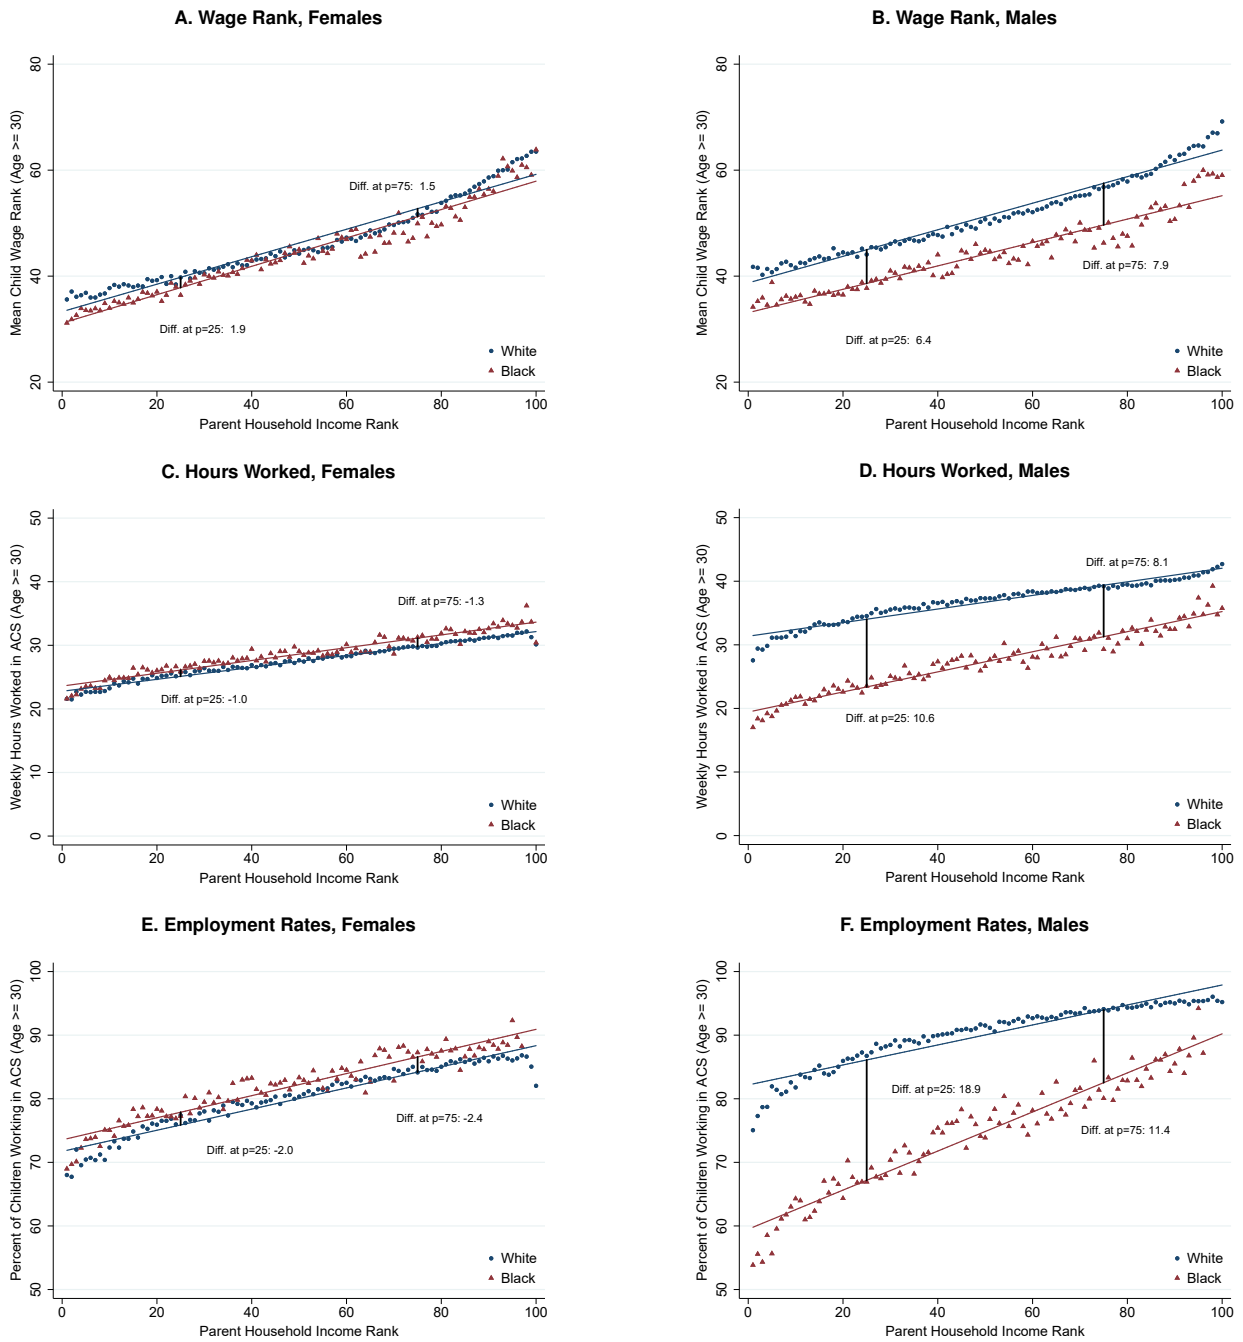 A. Wage Rank, Females
Mean Child Wage Rank (Age >= 30)
80
60
40
20
Diff. at p=75: 1.5
Diff. at p=25: 1.9
White
Black
0 20 40 60 80 100
Parent Household Income Rank
B. Wage Rank, Males
Mean Child Wage Rank (Age >= 30)
80
60
40
20
Diff. at p=75: 7.9
Diff. at p=25: 6.4
White
Black
0 20 40 60 80 100
Parent Household Income Rank
C. Hours Worked, Females
Weekly Hours Worked in ACS (Age >= 30)
50
40
30
20
10
0
Diff. at p=75: -1.3
Diff. at p=25: -1.0
White
Black
0 20 40 60 80 100
Parent Household Income Rank
D. Hours Worked, Males
Weekly Hours Worked in ACS (Age >= 30)
50
40
30
20
10
0
Diff. at p=75: 8.1
Diff. at p=25: 10.6
White
Black
0 20 40 60 80 100
Parent Household Income Rank
E. Employment Rates, Females
Percent of Children Working in ACS (Age >= 30)
100
90
80
70
60
50
Diff. at p=75: -2.4
Diff. at p=25: -2.0
White
Black
0 20 40 60 80 100
Parent Household Income Rank
F. Employment Rates, Males
Percent of Children Working in ACS (Age >= 30)
100
90
80
70
60
50
Diff. at p=25: 18.9
Diff. at p=75: 11.4
White
Black
0 20 40 60 80 100
Parent Household Income Rank